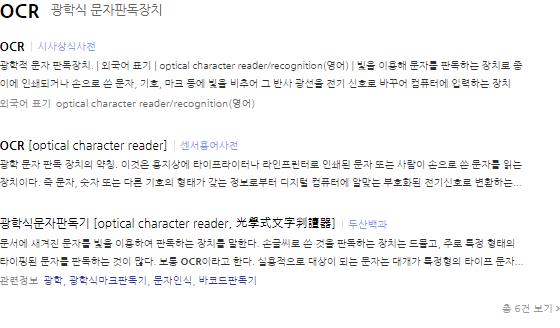 OCR 광학식 문자판독장치
OCR | 시사상식사전
광학적 문자 판독장치. | 외국어 표기 | optical character reader/recognition(영어) | 빛을 이용해 문자를 판독하는 장치로 종
이에 인쇄되거나 손으로 쓴 문자, 기호, 마크 등에 빛을 비추어 그 반사 광선을 전기 신호로 바꾸어 컴퓨터에 입력하는 장치
외국어 표기 optical character reader/recognition(영어)
OCR [optical character reader] | 센서용어사전
광학 문자 판독 장치의 약칭. 이것은 용지상에 타이프라이터나 라인프린터로 인쇄된 문자 또는 사람이 손으로 쓴 문자를 읽는
장치이다. 즉 문자, 숫자 또는 다른 기호의 형태가 갖는 정보로부터 디지털 컴퓨터에 알맞는 부호화된 전기신호로 변환하는...
광학식문자판독기 [optical character reader, 光學式文字判讀器] | 두산백과
문서에 새겨진 문자를 빛을 이용하여 판독하는 장치를 말한다. 손글씨로 쓴 것을 판독하는 장치는 드물고, 주로 특정 형태의
타이핑된 문자를 판독하는 것이 많다. 보통 OCR이라고 한다. 실용적으로 대상이 되는 문자는 대개가 특정형의 타이프 문자...
관련정보 광학, 광학식마크판독기, 문자인식, 바코드판독기
총 6건 보기 >